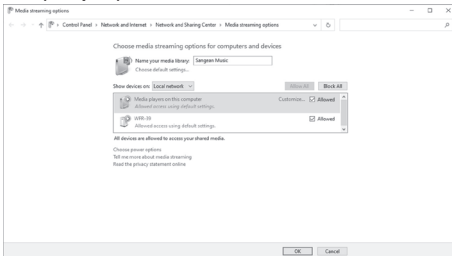 Media streaming options
Control Panel > Network and Internet > Network and Sharing Center > Media streaming options
Choose media streaming options for computers and devices
Name your media library: Sangean Music
Choose default settings...
Show devices on: Local network
Allow All Block All
Media players on this computer Customize... Allowed
Allowed access using default settings.
WFR-39 Allowed
Allowed access using default settings.
All devices are allowed to access your shared media.
Choose power options
Tell me more about media streaming
Read the privacy statement online
OK Cancel